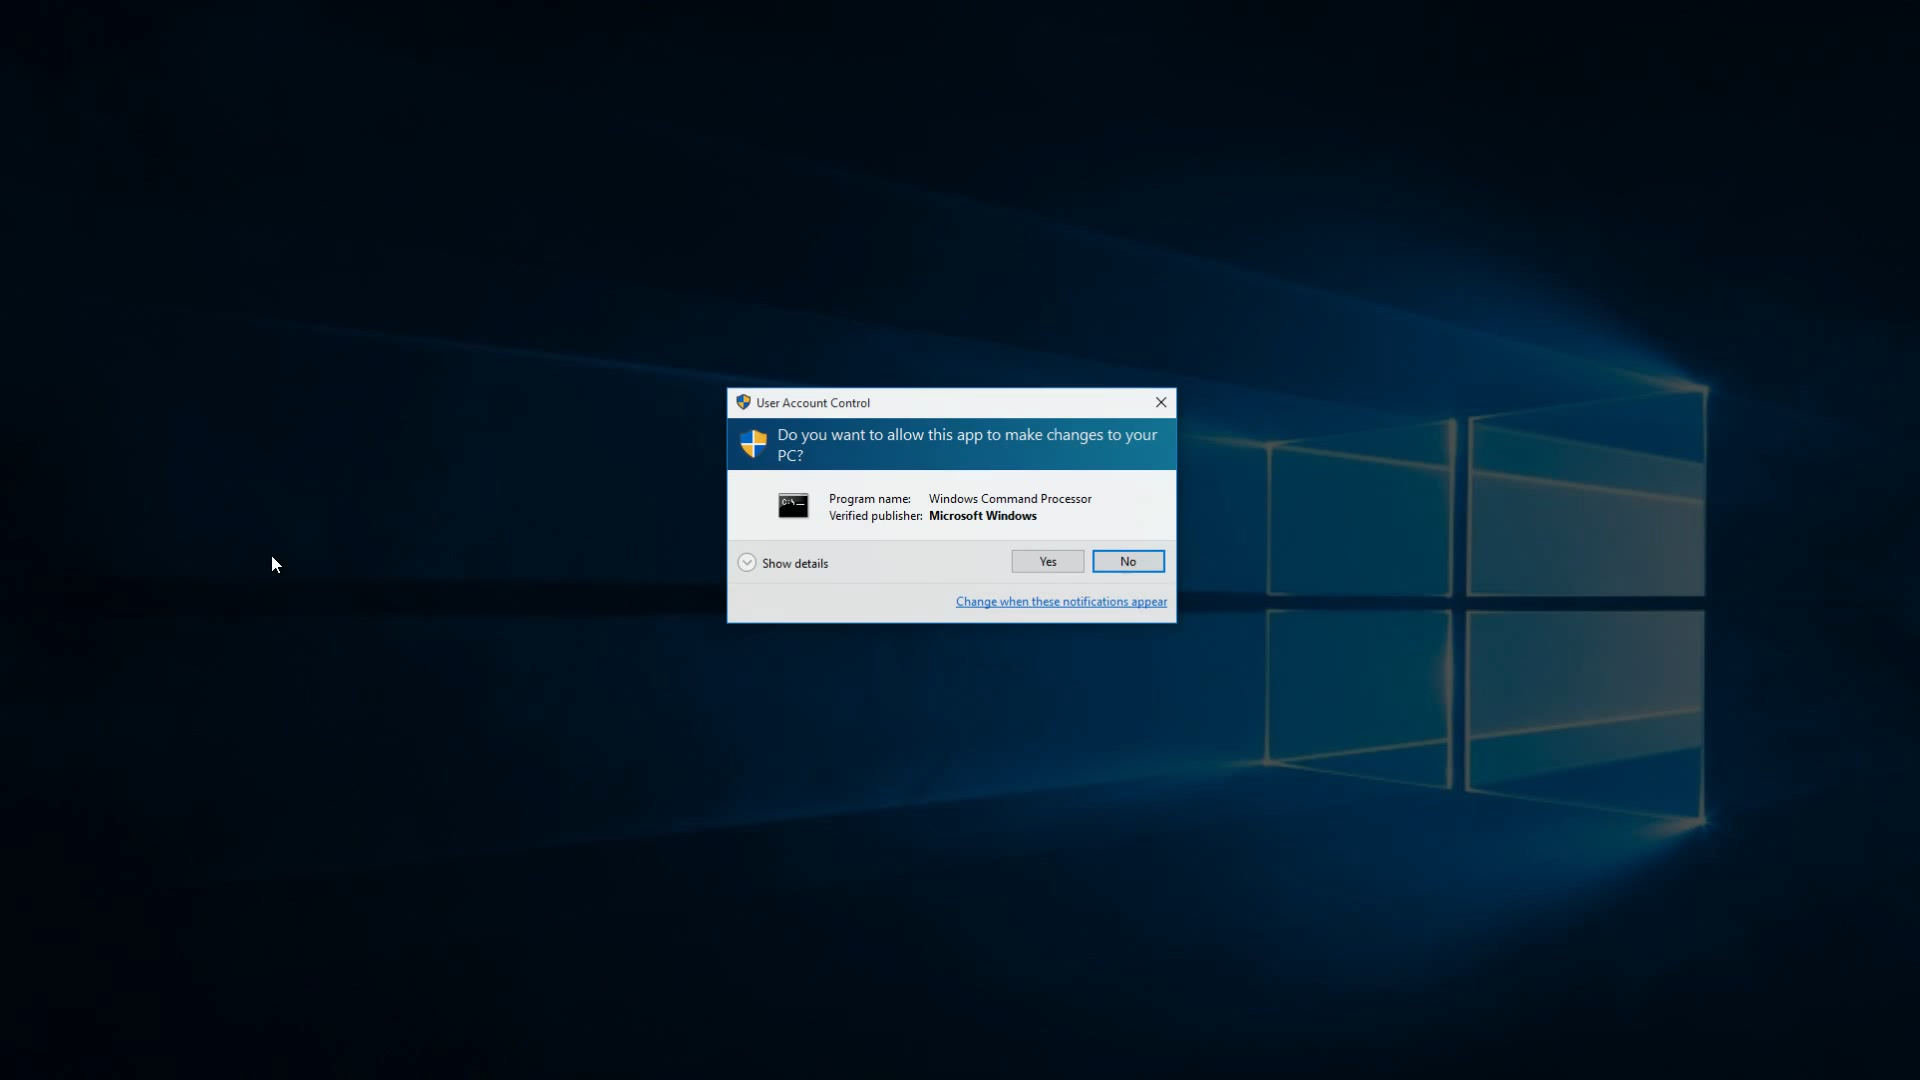 User Account Control
Do you want to allow this app to make changes to your
PC?
C:\_
Program name: Windows Command Processor
Verified publisher: Microsoft Windows
Show details
Yes
No
Change when these notifications appear